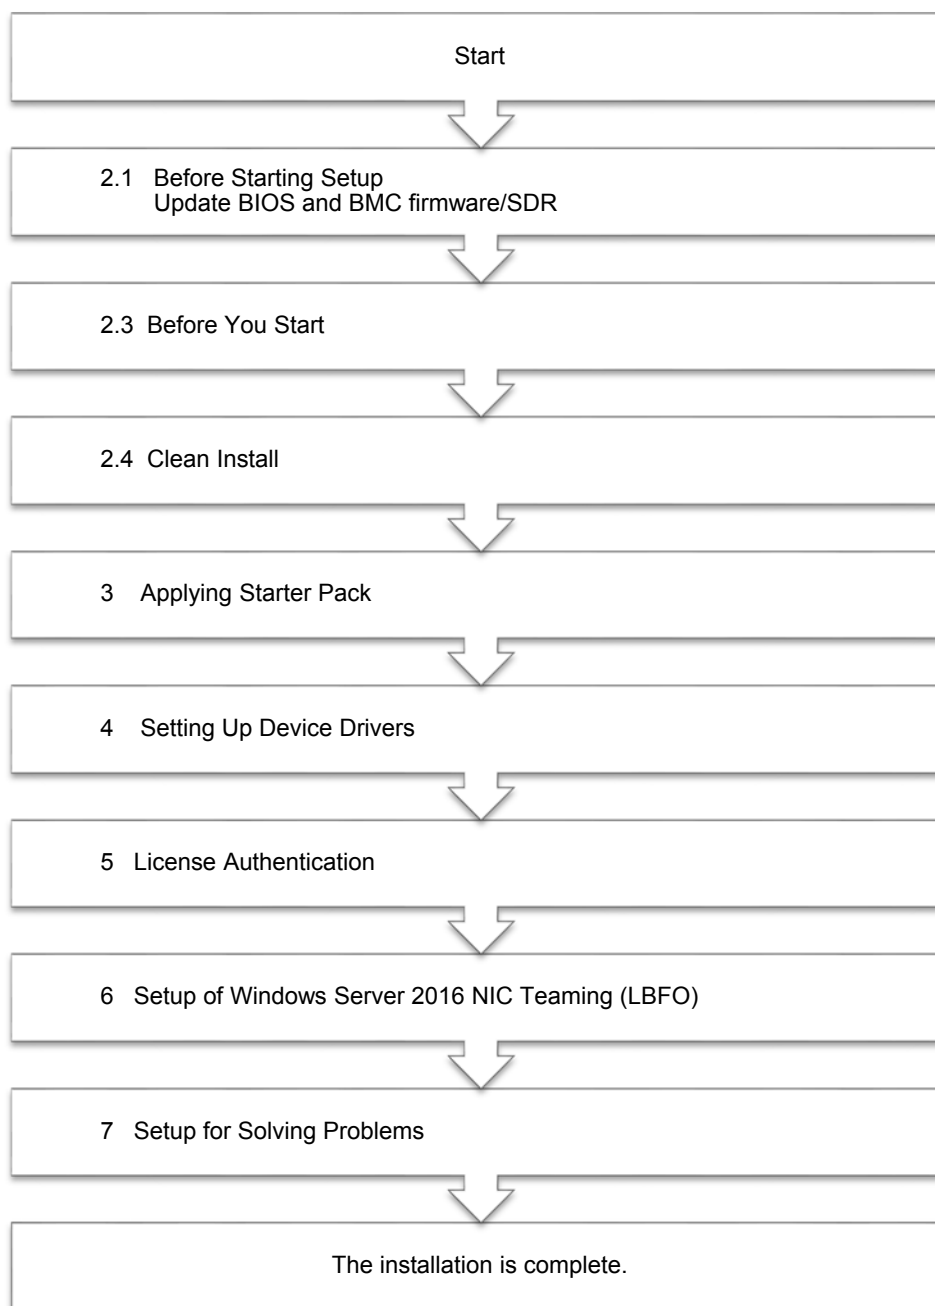 Start
2.1 Before Starting Setup
Update BIOS and BMC firmware/SDR
2.3 Before You Start
2.4 Clean Install
3 Applying Starter Pack
4 Setting Up Device Drivers
5 License Authentication
6 Setup of Windows Server 2016 NIC Teaming (LBFO)
7 Setup for Solving Problems
The installation is complete.